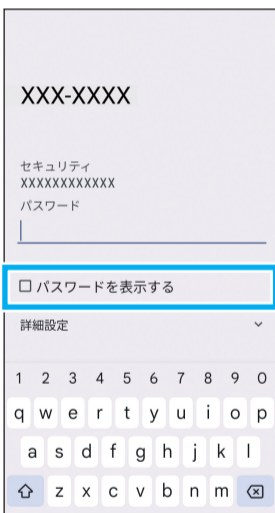 XXX-XXXX
セキュリティ
XXXXXXXXXXXX
パスワード
パスワードを表示する
詳細設定
1 2 3 4 5 6 7 8 9 0
q w e r t y u i o p
a s d f g h j k l
z x c v b n m